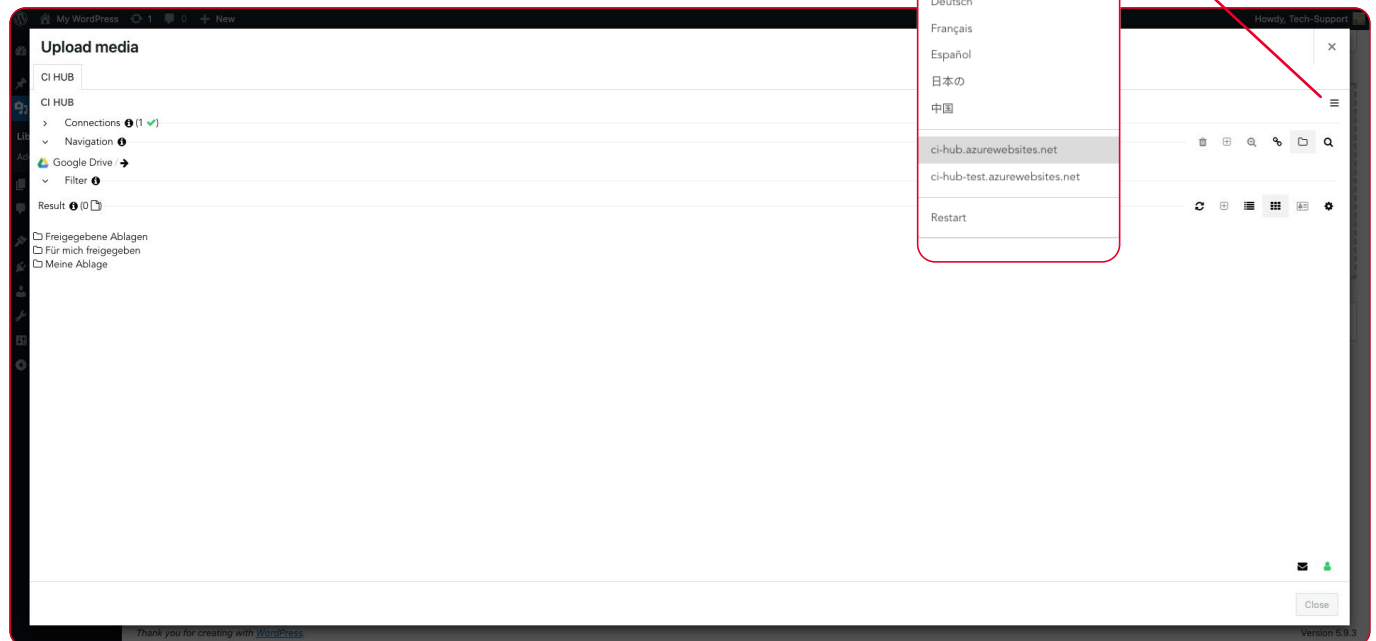 My WordPress 1 0 + New
Howdy, Tech-Support
Deutsch
Français
Español
日本の
中国
ci-hub.azurewebsites.net
ci-hub-test.azurewebsites.net
Restart
Upload media
CI HUB
CI HUB
Connections (1 ✔)
Navigation
Google Drive / →
Filter
Result (0)
Freigegebene Ablagen
Für mich freigegeben
Meine Ablage
Lib
Ad
Close
Thank you for creating with WordPress.
Version 5.9.3